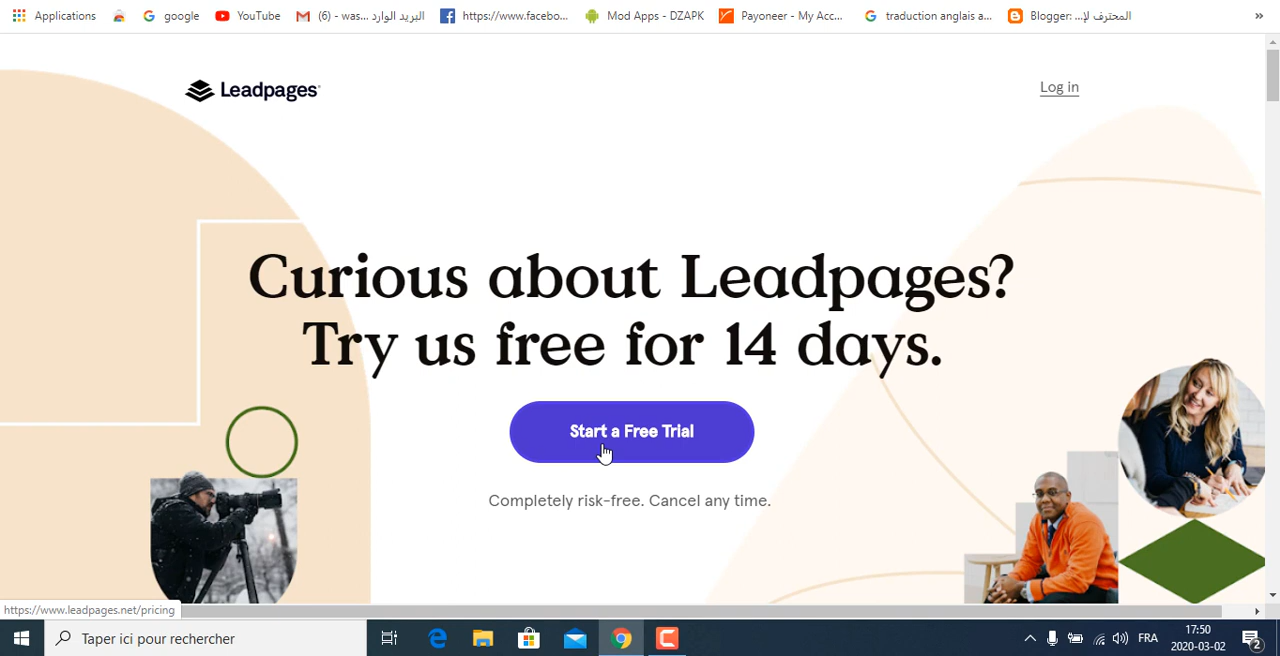 Applications google YouTube (6) - was... البريد الوارد https://www.facebo... Mod Apps - DZAPK Payoneer - My Acc... traduction anglais a... Blogger: ...المحترف لإ »
Leadpages
Log in
Curious about Leadpages?
Try us free for 14 days.
Start a Free Trial
Completely risk-free. Cancel any time.
https://www.leadpages.net/pricing
Taper ici pour rechercher
FRA
17:50
2020-03-02
2